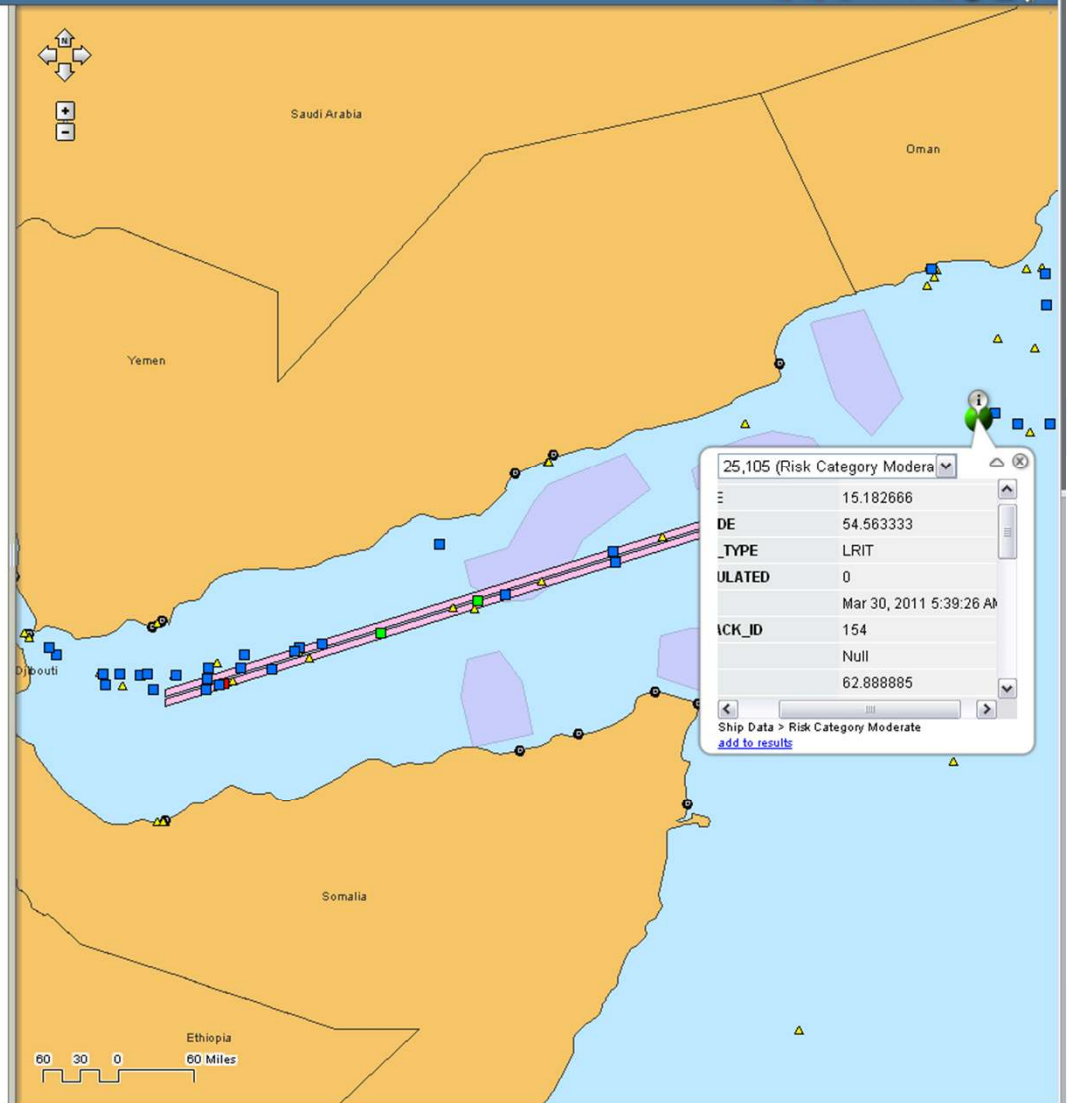 N
+
−
Saudi Arabia
Oman
Yemen
i
25,105 (Risk Category Modera
E 15.182666
DE 54.563333
_TYPE LRIT
ULATED 0
Mar 30, 2011 5:39:26 AM
ACK_ID 154
Null
62.888885
Ship Data > Risk Category Moderate
add to results
Djibouti
Somalia
Ethiopia
60 30 0 60 Miles